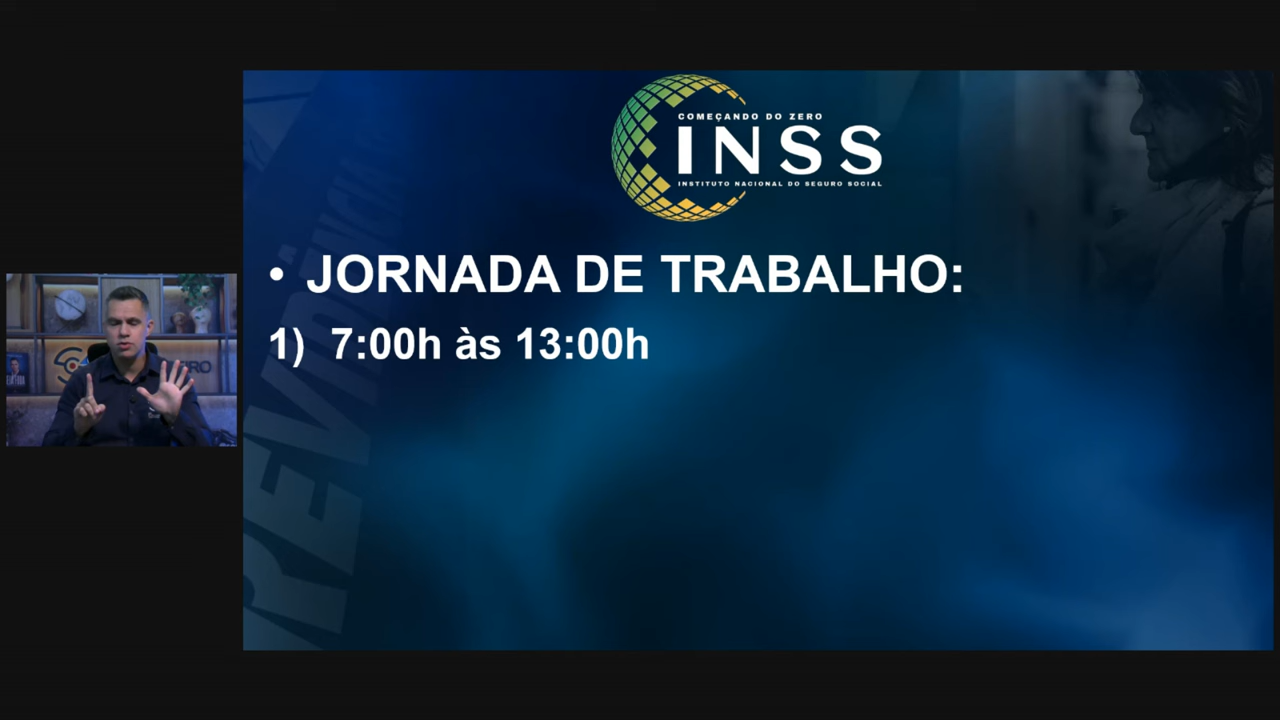 COMEÇANDO DO ZERO
INSS
INSTITUTO NACIONAL DO SEGURO SOCIAL
• JORNADA DE TRABALHO:
1) 7:00h às 13:00h